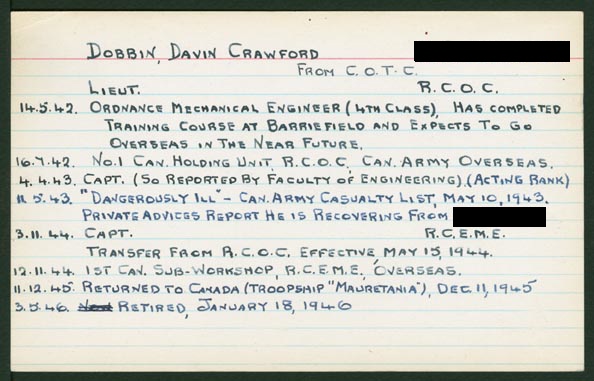 DOBBIN, DAVIN CRAWFORD
FROM C.O.T.C.
LIEUT. R.C.O.C.
14.5.42. ORDNANCE MECHANICAL ENGINEER (4TH CLASS), HAS COMPLETED
TRAINING COURSE AT BARRIEFIELD AND EXPECTS TO GO
OVERSEAS IN THE NEAR FUTURE.
16.7.42. NO.1 CAN. HOLDING UNIT, R.C.O.C., CAN. ARMY OVERSEAS.
4.4.43. CAPT. (SO REPORTED BY FACULTY OF ENGINEERING). (ACTING RANK)
11.5.43. "DANGEROUSLY ILL" - CAN. ARMY CASUALTY LIST, MAY 10, 1943.
PRIVATE ADVICES REPORT HE IS RECOVERING FROM
3.11.44. CAPT. R.C.E.M.E.
TRANSFER FROM R.C.O.C. EFFECTIVE, MAY 15, 1944.
12.11.44. 1ST CAN. SUB-WORKSHOP, R.C.E.M.E., OVERSEAS.
11.12.45. RETURNED TO CANADA (TROOPSHIP "MAURETANIA"), DEC. 11, 1945
3.5.46. RETIRED, JANUARY 18, 1946